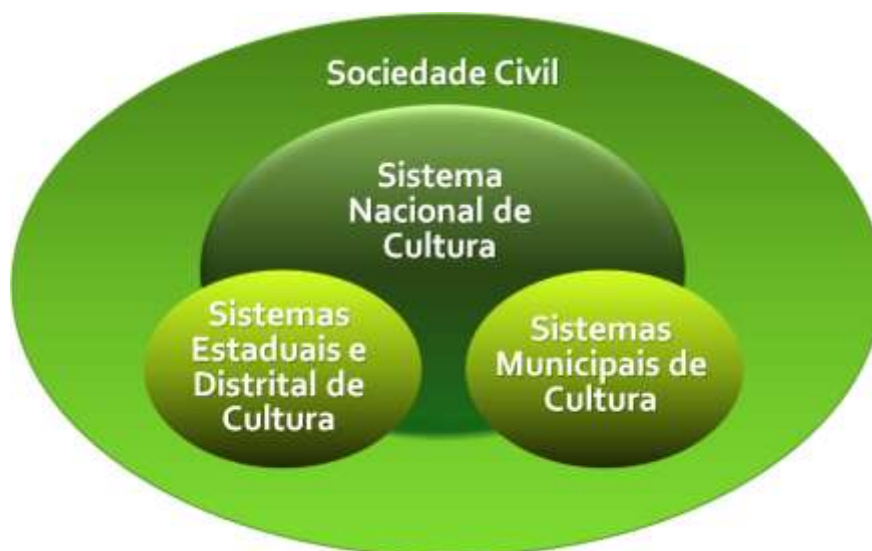 Sociedade Civil
Sistema
Nacional de
Cultura
Sistemas
Estaduais e
Distrital de
Cultura
Sistemas
Municipais de
Cultura